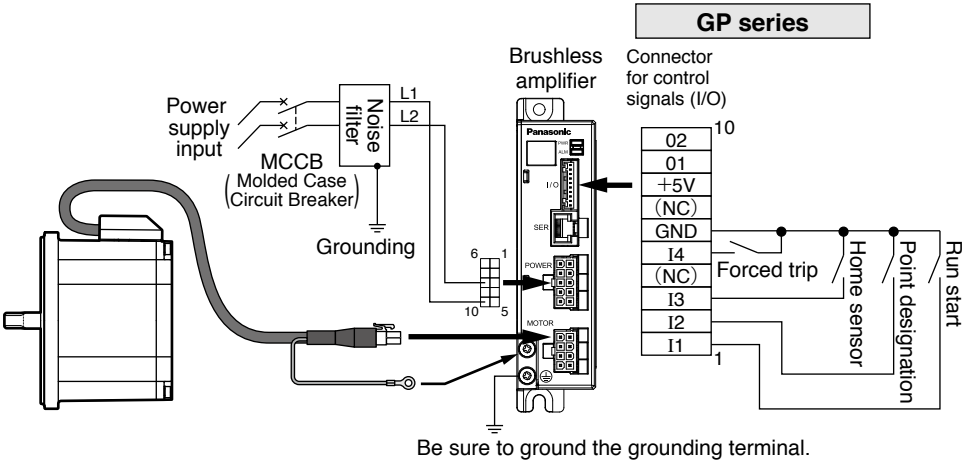 GP series
Brushless
amplifier
Connector
for control
signals (I/O)
Power
supply
input
Noise
filter
L1
L2
MCCB
(Molded Case
Circuit Breaker)
Grounding
Panasonic
PWR
ALM
I/O
SER
POWER
MOTOR
6
1
10
5
10
02
01
+5V
(NC)
GND
I4
(NC)
I3
I2
I1
1
Forced trip
Home sensor
Point designation
Run start
Be sure to ground the grounding terminal.